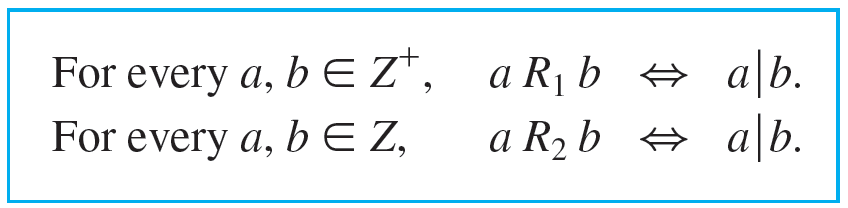 For every a, b ∈ Z⁺, a R₁ b ⇔ a|b.
For every a, b ∈ Z, a R₂ b ⇔ a|b.